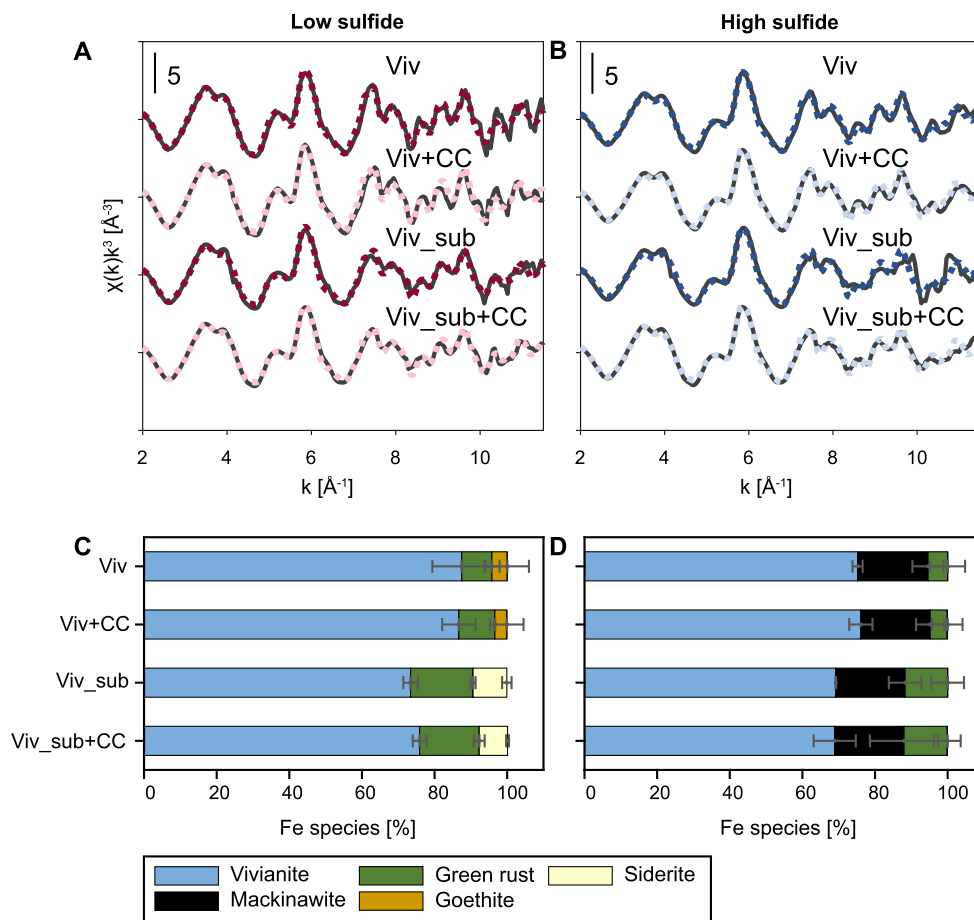 Low sulfide
High sulfide
A
B
5
5
Viv
Viv
Viv+CC
Viv+CC
Viv_sub
Viv_sub
Viv_sub+CC
Viv_sub+CC
χ(k)k³ [Å⁻³]
2 4 6 8 10
2 4 6 8 10
k [Å⁻¹]
k [Å⁻¹]
C
D
Viv
Viv+CC
Viv_sub
Viv_sub+CC
0 20 40 60 80 100
0 20 40 60 80 100
Fe species [%]
Fe species [%]
Vivianite
Green rust
Siderite
Mackinawite
Goethite